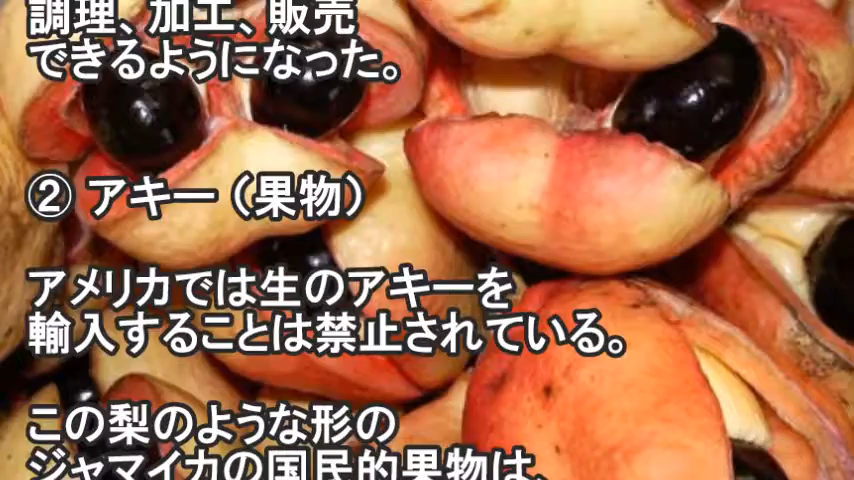 調理、加工、販売
できるようになった。
② アキー（果物）
アメリカでは生のアキーを
輸入することは禁止されている。
この梨のような形の
ジャマイカの国民的果物は、